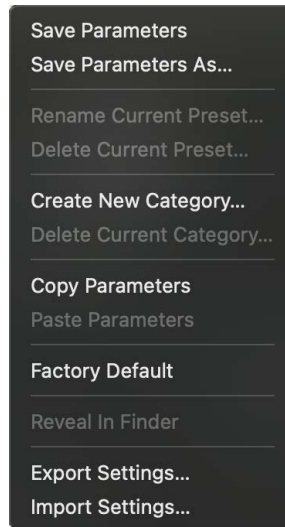 Save Parameters
Save Parameters As...
Rename Current Preset...
Delete Current Preset...
Create New Category...
Delete Current Category...
Copy Parameters
Paste Parameters
Factory Default
Reveal In Finder
Export Settings...
Import Settings...